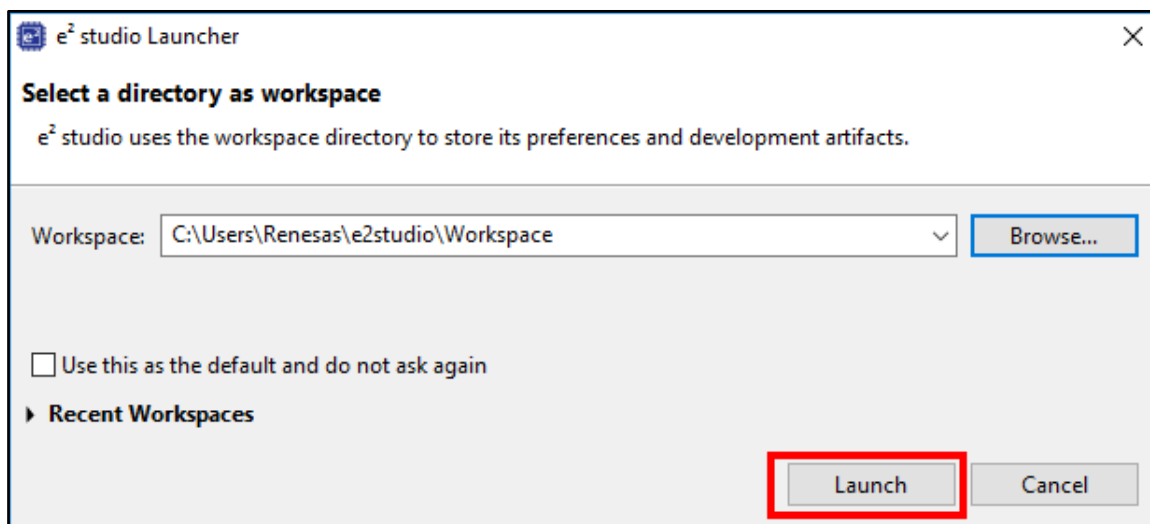 e² studio Launcher
Select a directory as workspace
e² studio uses the workspace directory to store its preferences and development artifacts.
Workspace: C:\Users\Renesas\e2studio\Workspace Browse...
Use this as the default and do not ask again
Recent Workspaces
Launch Cancel